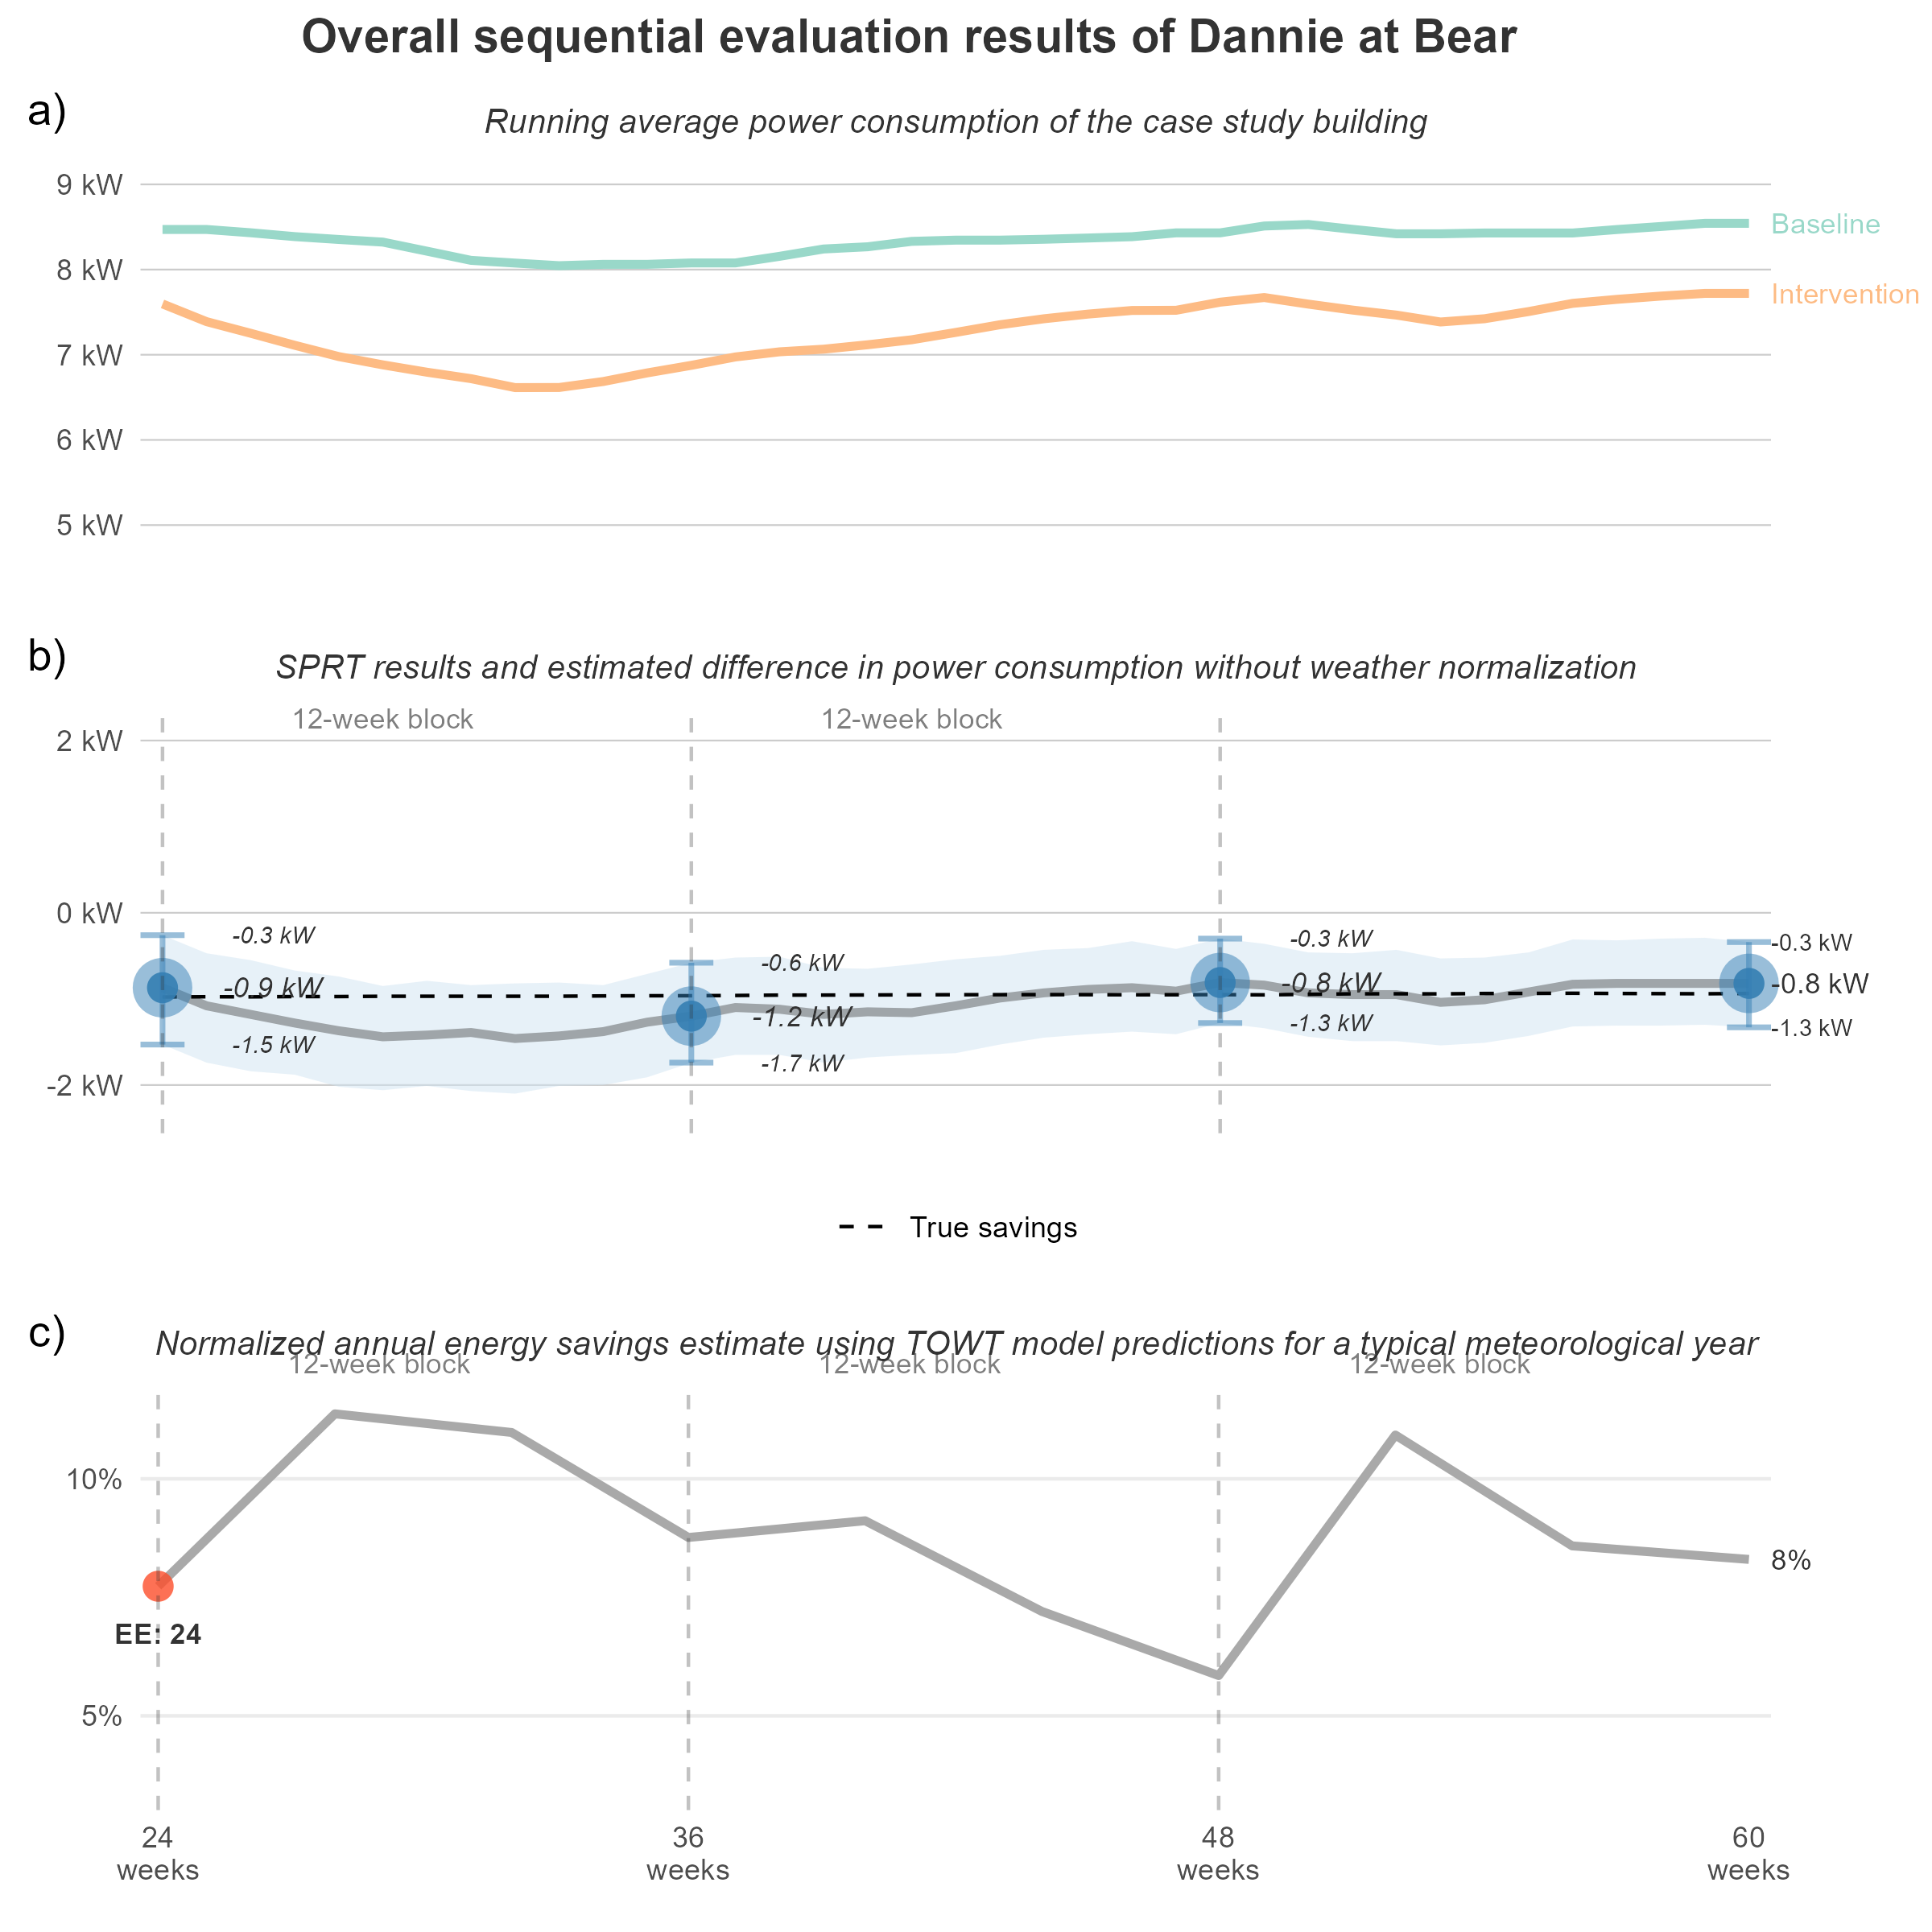 Overall sequential evaluation results of Dannie at Bear
a)
Running average power consumption of the case study building
9 kW
8 kW
7 kW
6 kW
5 kW
Baseline
Intervention
b)
SPRT results and estimated difference in power consumption without weather normalization
12-week block
12-week block
2 kW
0 kW
-2 kW
-0.3 kW
-0.9 kW
-1.5 kW
-0.6 kW
-1.2 kW
-1.7 kW
-0.3 kW
-0.8 kW
-1.3 kW
-0.3 kW
-0.8 kW
-1.3 kW
True savings
c)
Normalized annual energy savings estimate using TOWT model predictions for a typical meteorological year
12-week block
12-week block
12-week block
10%
5%
8%
EE: 24
24
weeks
36
weeks
48
weeks
60
weeks